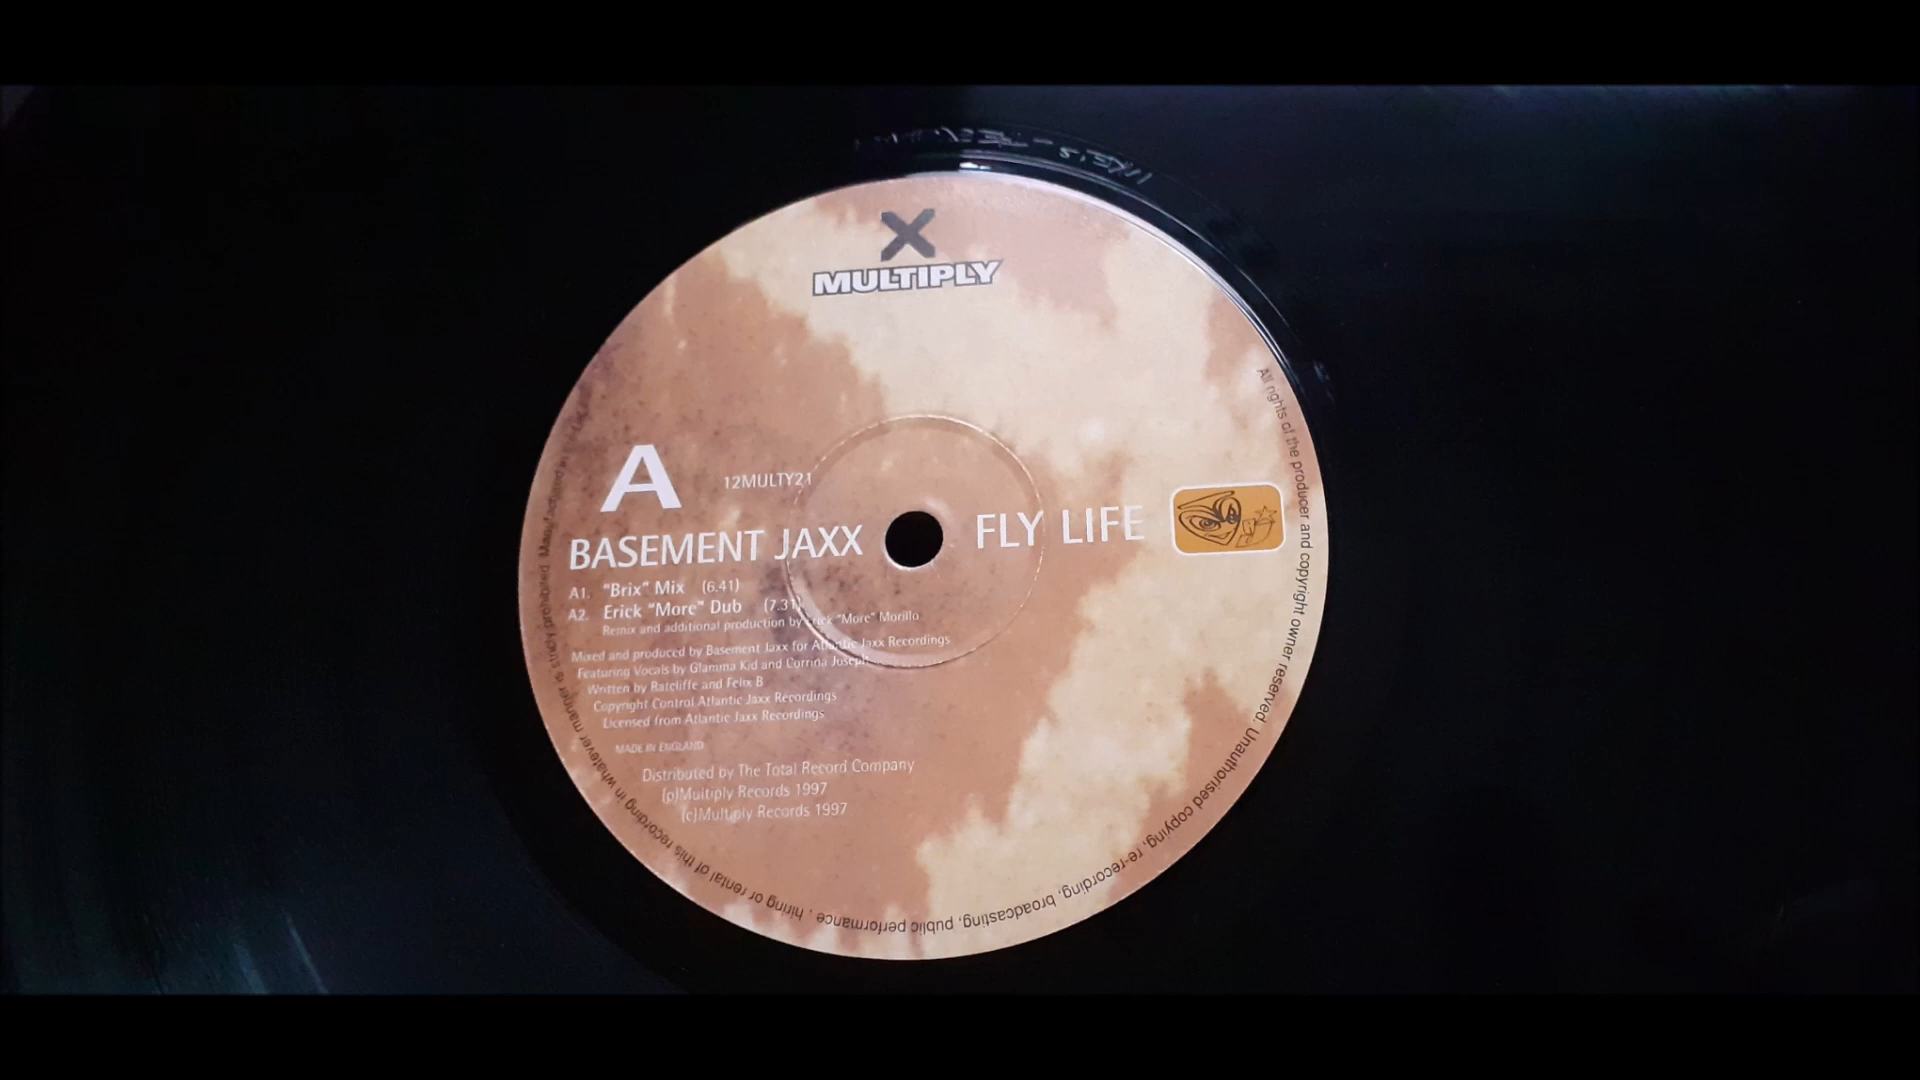 X
MULTIPLY
A
12MULTY21
BASEMENT JAXX
FLY LIFE
A1. "Brix" Mix (6.41)
A2. Erick "More" Dub (7.31)
Remix and additional production by Erick "More" Morillo
Mixed and produced by Basement Jaxx for Atlantic Jaxx Recordings
Featuring Vocals by Glamma Kid and Corrina Joseph
Written by Ratcliffe and Felix B
Copyright Control Atlantic Jaxx Recordings
Licensed from Atlantic Jaxx Recordings
MADE IN ENGLAND
Distributed by The Total Record Company
(p)Multiply Records 1997
(c)Multiply Records 1997
All rights of the producer and copyright owner reserved. Unauthorised copying, re-recording, broadcasting, public performance, hiring or rental of this recording in whatever manner is stricly prohibited. Manufactured in the